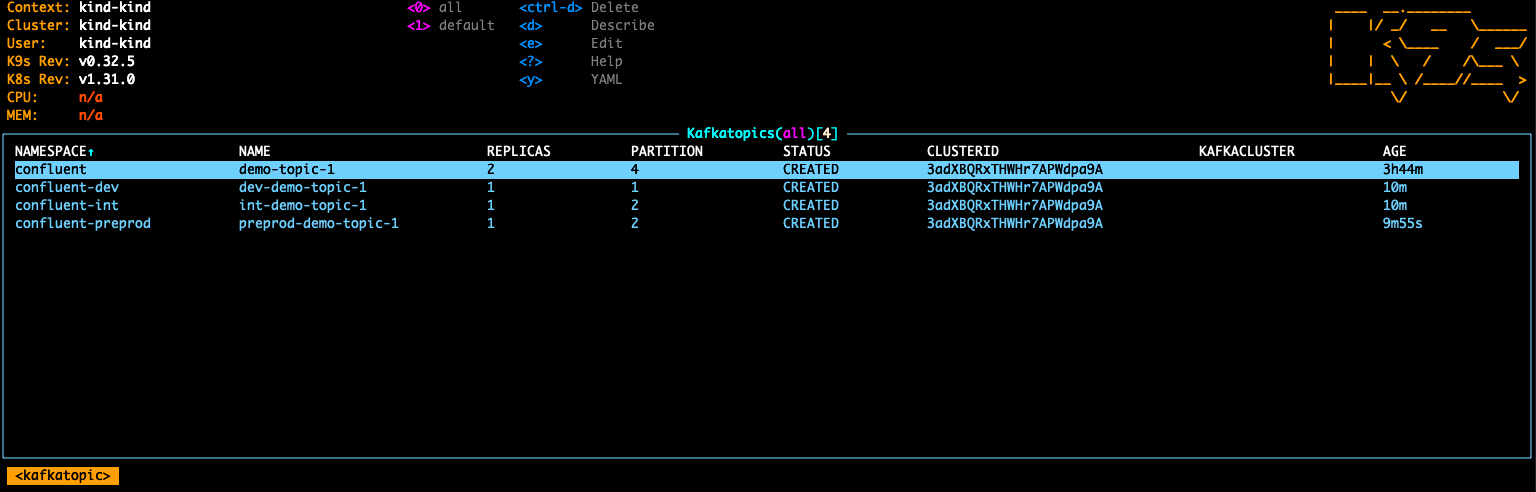 Context: kind-kind <0> all <ctrl-d> Delete
Cluster: kind-kind <1> default <d> Describe
User: kind-kind <e> Edit
K9s Rev: v0.32.5 <?> Help
K8s Rev: v1.31.0 <y> YAML
CPU: n/a
MEM: n/a
Kafkatopics(all)[4]
NAMESPACE↑ NAME REPLICAS PARTITION STATUS CLUSTERID KAFKACLUSTER AGE
confluent demo-topic-1 2 4 CREATED 3adXBQRxTHWHr7APWdpa9A 3h44m
confluent-dev dev-demo-topic-1 1 1 CREATED 3adXBQRxTHWHr7APWdpa9A 10m
confluent-int int-demo-topic-1 1 2 CREATED 3adXBQRxTHWHr7APWdpa9A 10m
confluent-preprod preprod-demo-topic-1 1 2 CREATED 3adXBQRxTHWHr7APWdpa9A 9m55s
<kafkatopic>